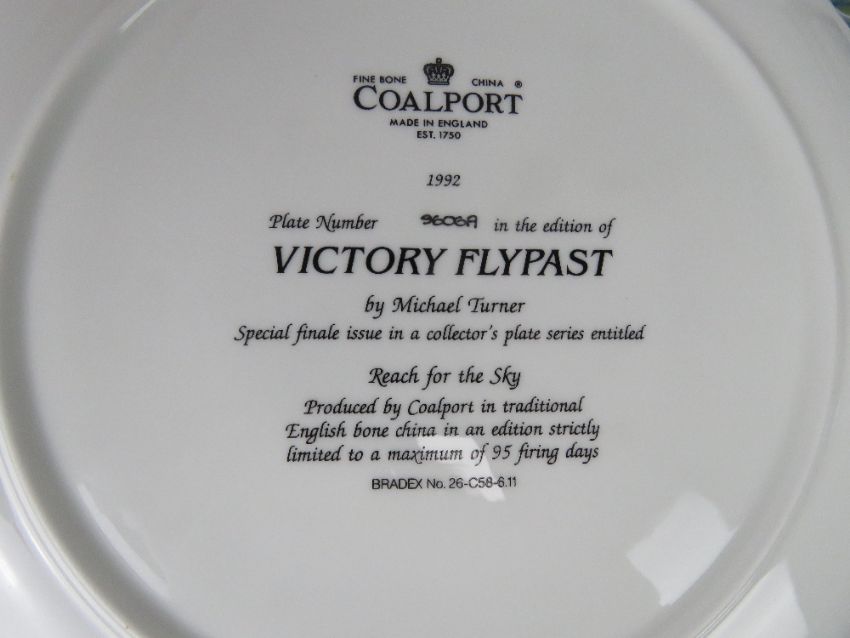 FINE BONE CHINA ®
COALPORT
MADE IN ENGLAND
EST. 1750
1992
Plate Number 9606A in the edition of
VICTORY FLYPAST
by Michael Turner
Special finale issue in a collector's plate series entitled
Reach for the Sky
Produced by Coalport in traditional
English bone china in an edition strictly
limited to a maximum of 95 firing days
BRADEX No. 26-C58-6.11